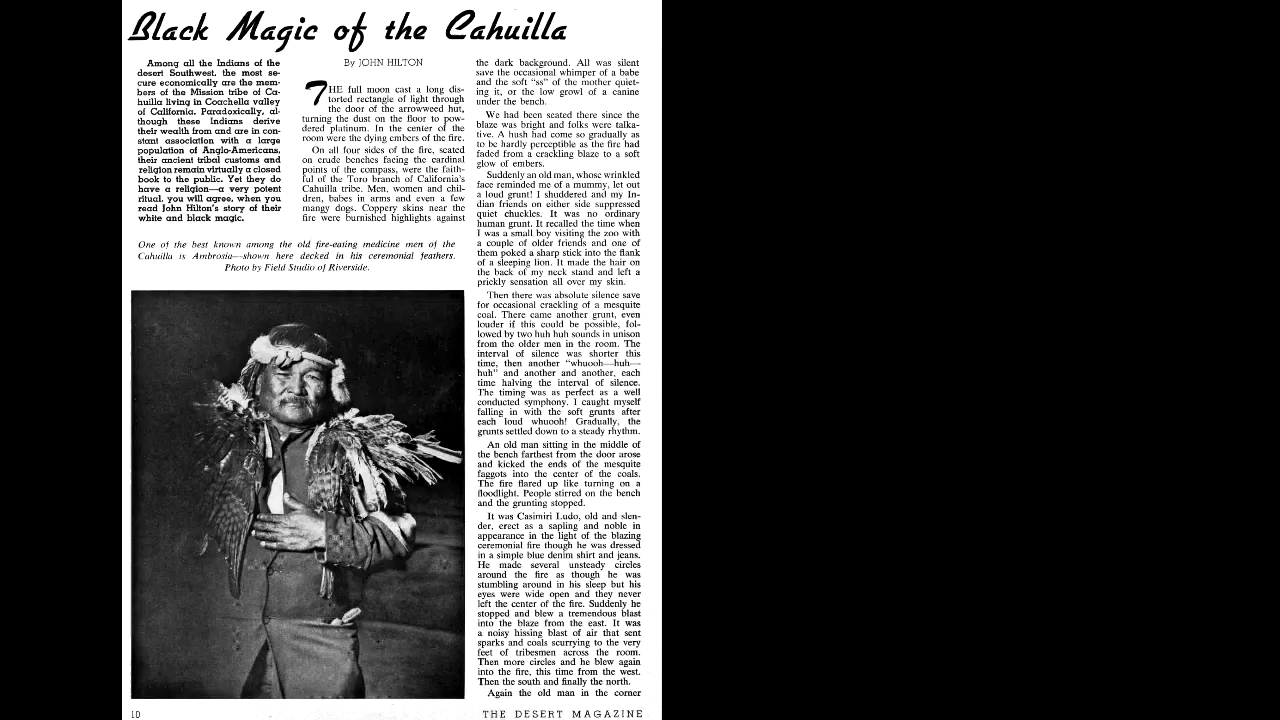 Black Magic of the Cahuilla
Among all the Indians of the
desert Southwest, the most se-
cure economically are the mem-
bers of the Mission tribe of Ca-
huilla living in Coachella valley
of California. Paradoxically, al-
though these Indians derive
their wealth from and are in con-
stant association with a large
population of Anglo-Americans,
their ancient tribal customs and
religion remain virtually a closed
book to the public. Yet they do
have a religion—a very potent
ritual, you will agree, when you
read John Hilton's story of their
white and black magic.
By JOHN HILTON
THE full moon cast a long dis-
torted rectangle of light through
the door of the arrowweed hut,
turning the dust on the floor to pow-
dered platinum. In the center of the
room were the dying embers of the fire.
On all four sides of the fire, seated
on crude benches facing the cardinal
points of the compass, were the faith-
ful of the Toro branch of California's
Cahuilla tribe. Men, women and chil-
dren, babes in arms and even a few
mangy dogs. Coppery skins near the
fire were burnished highlights against
One of the best known among the old fire-eating medicine men of the
Cahuilla is Ambrosia—shown here decked in his ceremonial feathers.
Photo by Field Studio of Riverside.
the dark background. All was silent
save the occasional whimper of a babe
and the soft "ss" of the mother quiet-
ing it, or the low growl of a canine
under the bench.
We had been seated there since the
blaze was bright and folks were talka-
tive. A hush had come so gradually as
to be hardly perceptible as the fire had
faded from a crackling blaze to a soft
glow of embers.
Suddenly an old man, whose wrinkled
face reminded me of a mummy, let out
a loud grunt! I shuddered and my In-
dian friends on either side suppressed
quiet chuckles. It was no ordinary
human grunt. It recalled the time when
I was a small boy visiting the zoo with
a couple of older friends and one of
them poked a sharp stick into the flank
of a sleeping lion. It made the hair on
the back of my neck stand and left a
prickly sensation all over my skin.
Then there was absolute silence save
for occasional crackling of a mesquite
coal. There came another grunt, even
louder if this could be possible, fol-
lowed by two huh huh sounds in unison
from the older men in the room. The
interval of silence was shorter this
time, then another "whuooh—huh—
huh" and another and another, each
time halving the interval of silence.
The timing was as perfect as a well
conducted symphony. I caught myself
falling in with the soft grunts after
each loud whuooh! Gradually, the
grunts settled down to a steady rhythm.
An old man sitting in the middle of
the bench farthest from the door arose
and kicked the ends of the mesquite
faggots into the center of the coals.
The fire flared up like turning on a
floodlight. People stirred on the bench
and the grunting stopped.
It was Casimiri Ludo, old and slen-
der, erect as a sapling and noble in
appearance in the light of the blazing
ceremonial fire though he was dressed
in a simple blue denim shirt and jeans.
He made several unsteady circles
around the fire as though he was
stumbling around in his sleep but his
eyes were wide open and they never
left the center of the fire. Suddenly he
stopped and blew a tremendous blast
into the blaze from the east. It was
a noisy hissing blast of air that sent
sparks and coals scurrying to the very
feet of tribesmen across the room.
Then more circles and he blew again
into the fire, this time from the west.
Then the south and finally the north.
Again the old man in the corner
10
THE DESERT MAGAZINE